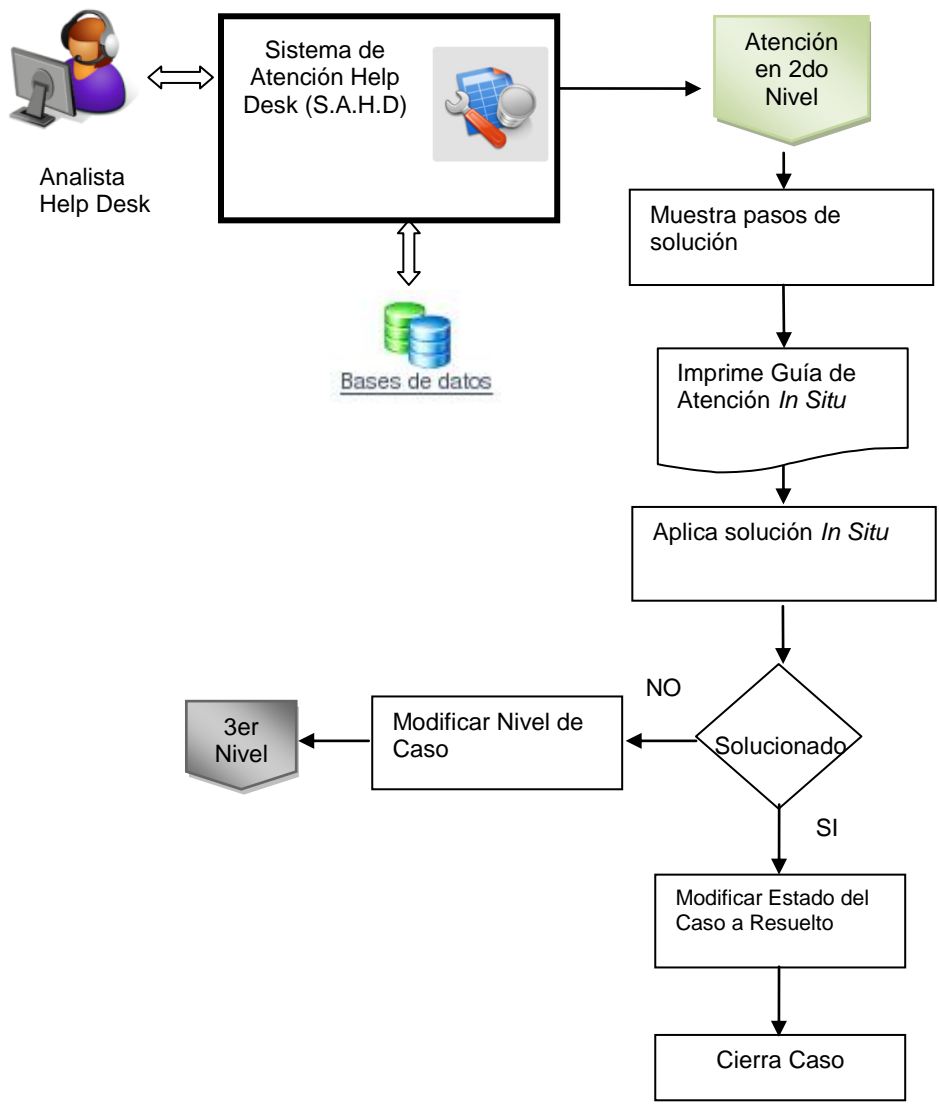 Sistema de
Atención Help
Desk (S.A.H.D)
Atención
en 2do
Nivel
Analista
Help Desk
Muestra pasos de
solución
Bases de datos
Imprime Guía de
Atención In Situ
Aplica solución In Situ
NO
3er
Nivel
Modificar Nivel de
Caso
Solucionado
SI
Modificar Estado del
Caso a Resuelto
Cierra Caso